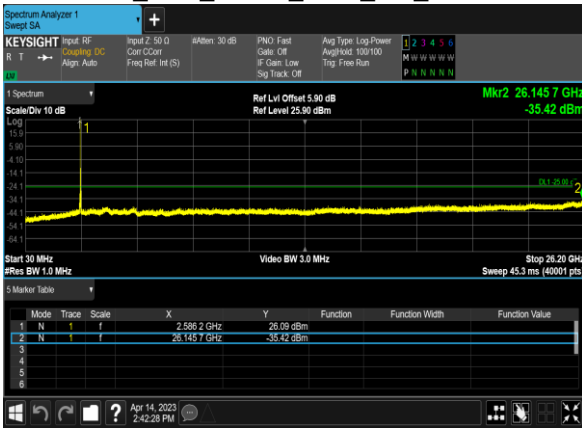 Spectrum Analyzer 1
Swept SA
+
KEYSIGHT Input: RF Input Z: 50 Ω #Atten: 30 dB PNO: Fast Avg Type: Log-Power 1 2 3 4 5 6
R T Coupling: DC Corr CCorr Gate: Off Avg|Hold: 100/100 M W W W W W
Align: Auto Freq Ref: Int (S) IF Gain: Low Trig: Free Run
LU Sig Track: Off P N N N N N
1 Spectrum Ref Lvl Offset 5.90 dB Mkr2 26.145 7 GHz
Scale/Div 10 dB Ref Level 25.90 dBm -35.42 dBm
Log
15.9
5.90
-4.10
-14.1
-24.1
-34.1
-44.1
-54.1
-64.1
1
DL1 -25.00
2
Start 30 MHz Video BW 3.0 MHz Stop 26.20 GHz
#Res BW 1.0 MHz Sweep 45.3 ms (40001 pts)
5 Marker Table
Mode Trace Scale X Y Function Function Width Function Value
1 N 1 f 2.586 2 GHz 26.09 dBm
2 N 1 f 26.145 7 GHz -35.42 dBm
3
4
5
6
? Apr 14, 2023
2:42:28 PM